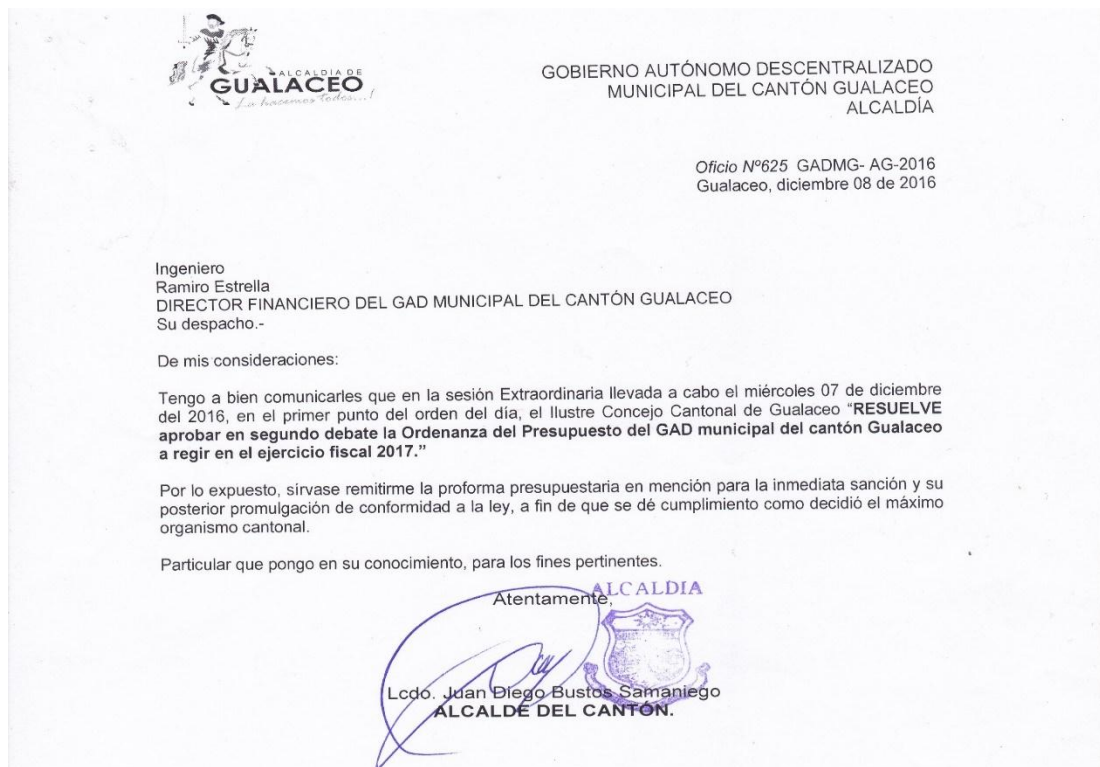 ALCALDÍA DE
GUALACEO
Lo hacemos Todos...!
GOBIERNO AUTÓNOMO DESCENTRALIZADO
MUNICIPAL DEL CANTÓN GUALACEO
ALCALDÍA
Oficio Nº625 GADMG- AG-2016
Gualaceo, diciembre 08 de 2016
Ingeniero
Ramiro Estrella
DIRECTOR FINANCIERO DEL GAD MUNICIPAL DEL CANTÓN GUALACEO
Su despacho.-
De mis consideraciones:
Tengo a bien comunicarles que en la sesión Extraordinaria llevada a cabo el miércoles 07 de diciembre
del 2016, en el primer punto del orden del día, el Ilustre Concejo Cantonal de Gualaceo “RESUELVE
aprobar en segundo debate la Ordenanza del Presupuesto del GAD municipal del cantón Gualaceo
a regir en el ejercicio fiscal 2017.”
Por lo expuesto, sírvase remitirme la proforma presupuestaria en mención para la inmediata sanción y su
posterior promulgación de conformidad a la ley, a fin de que se dé cumplimiento como decidió el máximo
organismo cantonal.
Particular que pongo en su conocimiento, para los fines pertinentes.
ALCALDIA
Atentamente,
Lcdo. Juan Diego Bustos Samaniego
ALCALDE DEL CANTÓN.